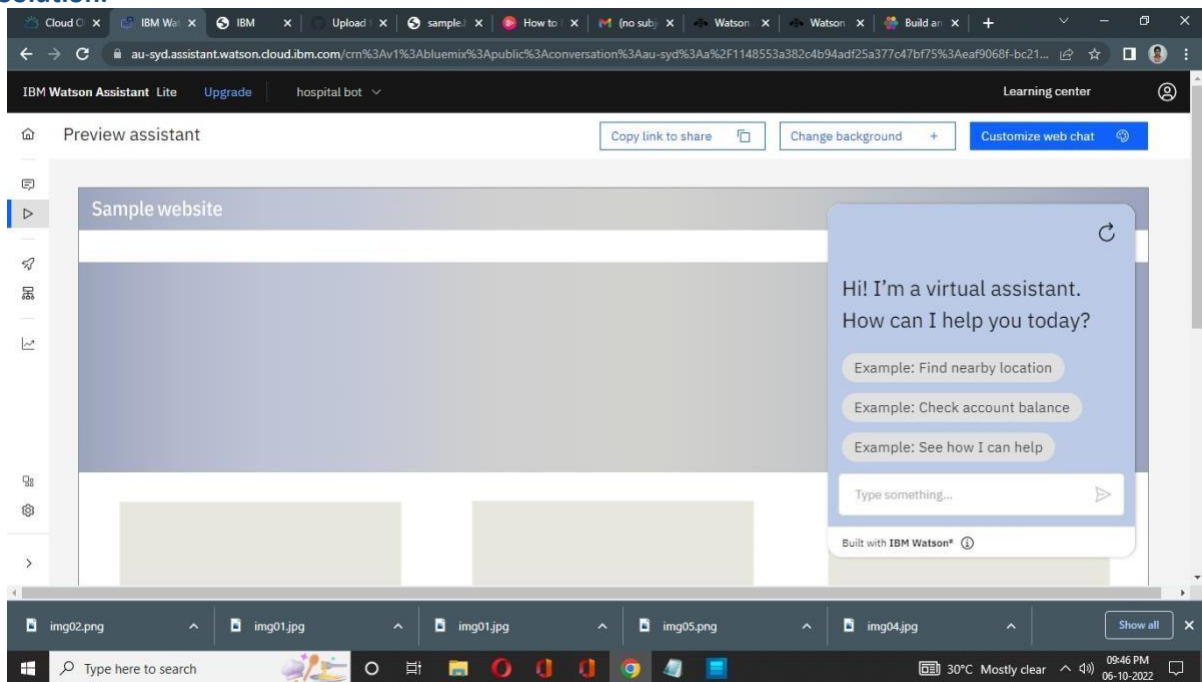 Solution:
Cloud O
IBM Wat
IBM
Upload
sample.
How to
(no subj
Watson
Watson
Build an
au-syd.assistant.watson.cloud.ibm.com/crn%3Av1%3Abluemix%3Apublic%3Aconversation%3Aau-syd%3Aa%2F1148553a382c4b94adf25a377c47bf75%3Aeaf9068f-bc21...
IBM Watson Assistant Lite Upgrade hospital bot Learning center
Preview assistant Copy link to share Change background + Customize web chat
Sample website
Hi! I'm a virtual assistant.
How can I help you today?
Example: Find nearby location
Example: Check account balance
Example: See how I can help
Type something...
Built with IBM Watson®
img02.png img01.jpg img01.jpg img05.png img04.jpg Show all
Type here to search 30°C Mostly clear 09:46 PM
06-10-2022